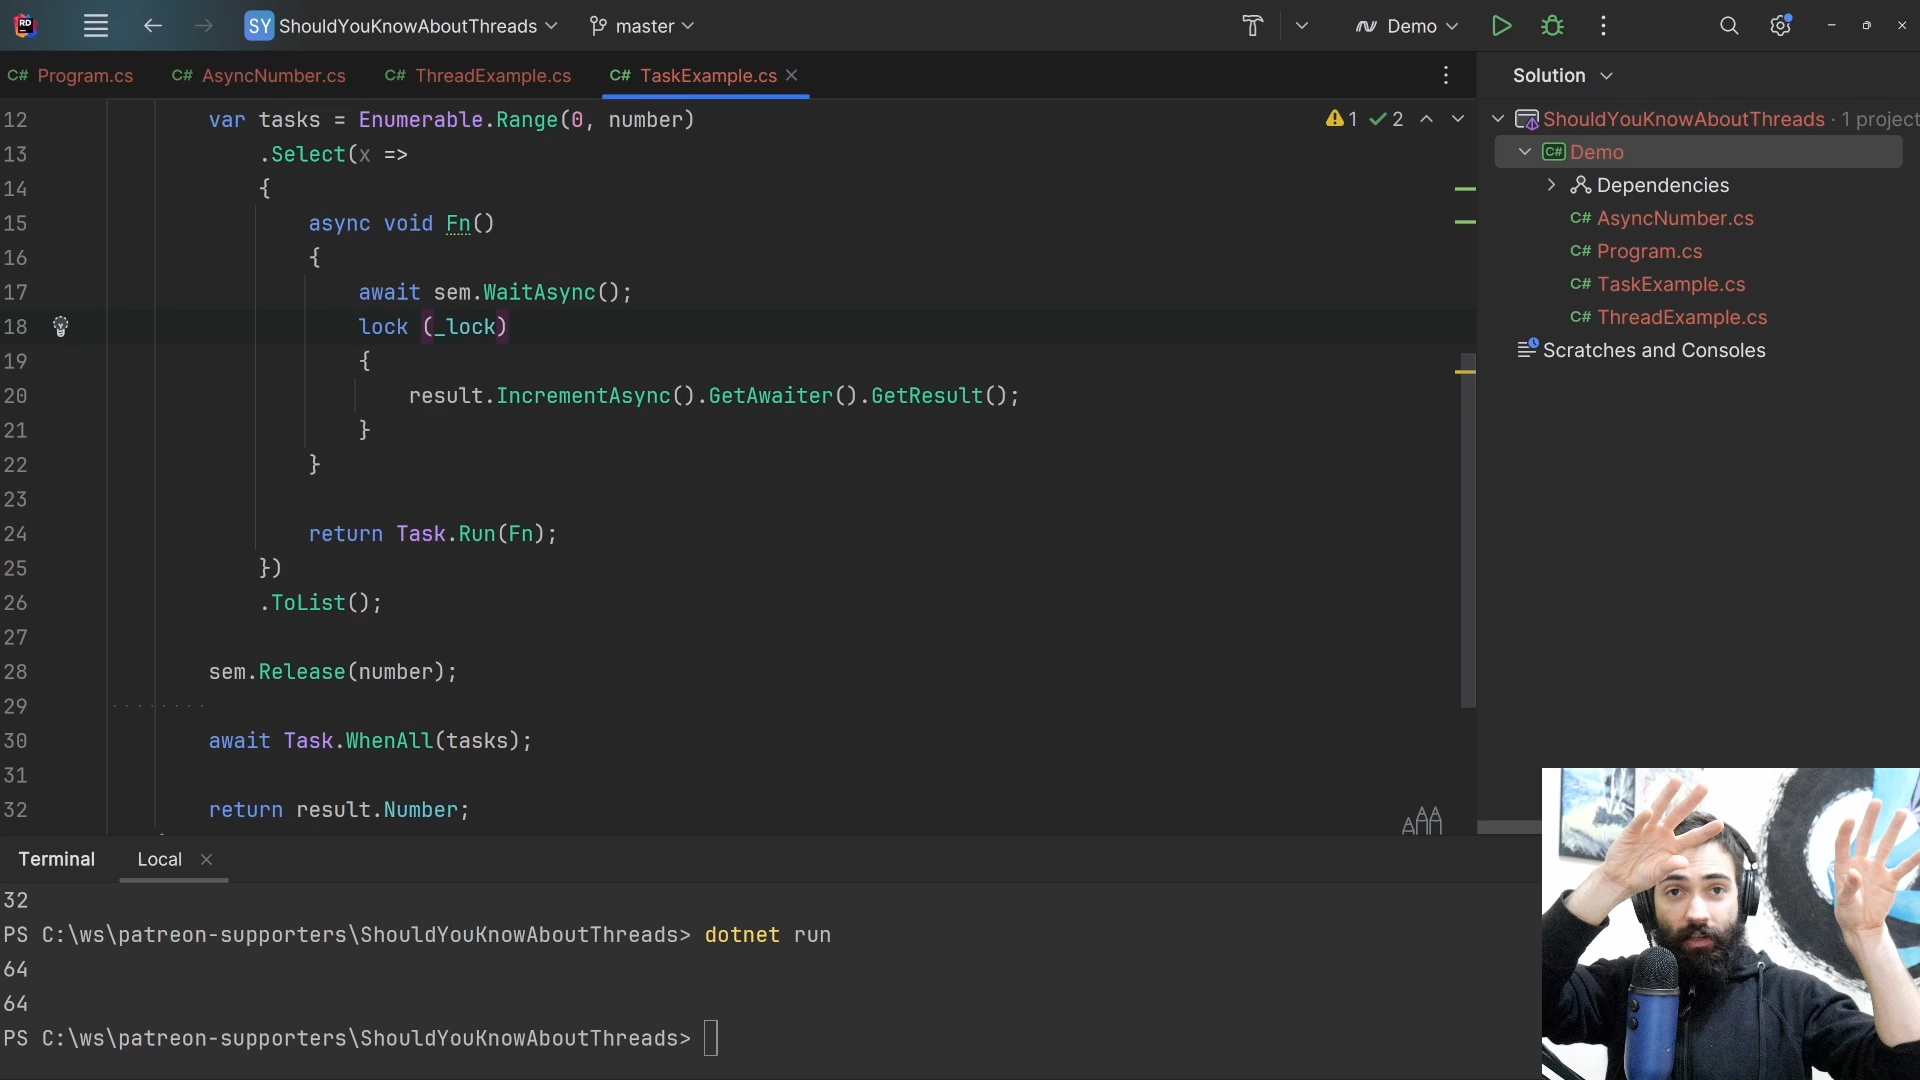 SY ShouldYouKnowAboutThreads master Demo
C# Program.cs C# AsyncNumber.cs C# ThreadExample.cs C# TaskExample.cs
Solution
12 var tasks = Enumerable.Range(0, number)
1 2
13 .Select(x =>
14 {
15 async void Fn()
16 {
17 await sem.WaitAsync();
18 lock (_lock)
19 {
20 result.IncrementAsync().GetAwaiter().GetResult();
21 }
22 }
23
24 return Task.Run(Fn);
25 })
26 .ToList();
27
28 sem.Release(number);
29
30 await Task.WhenAll(tasks);
31
32 return result.Number;
ShouldYouKnowAboutThreads · 1 project
C# Demo
Dependencies
C# AsyncNumber.cs
C# Program.cs
C# TaskExample.cs
C# ThreadExample.cs
Scratches and Consoles
Terminal Local
32
PS C:\ws\patreon-supporters\ShouldYouKnowAboutThreads> dotnet run
64
64
PS C:\ws\patreon-supporters\ShouldYouKnowAboutThreads>